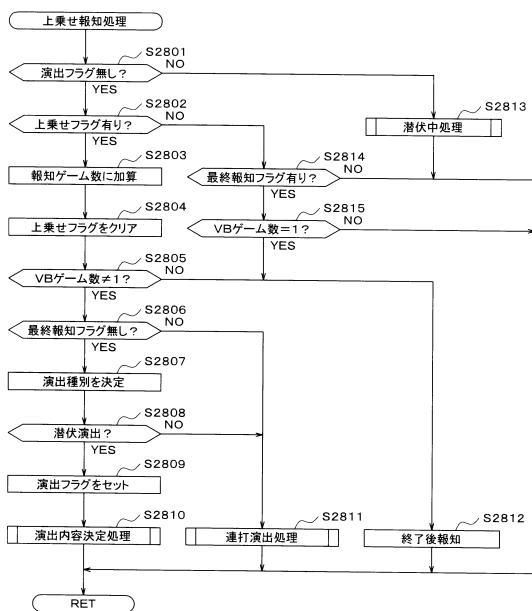 上乗せ報知処理
S2801
演出フラグ無し？
NO
YES
S2802
上乗せフラグ有り？
NO
YES
S2813
潜伏中処理
S2803
報知ゲーム数に加算
S2814
最終報知フラグ有り？
NO
YES
S2804
上乗せフラグをクリア
S2815
VBゲーム数＝1？
NO
YES
S2805
VBゲーム数≠1？
NO
YES
S2806
最終報知フラグ無し？
NO
YES
S2807
演出種別を決定
S2808
潜伏演出？
NO
YES
S2809
演出フラグをセット
S2810
演出内容決定処理
S2811
連打演出処理
S2812
終了後報知
RET